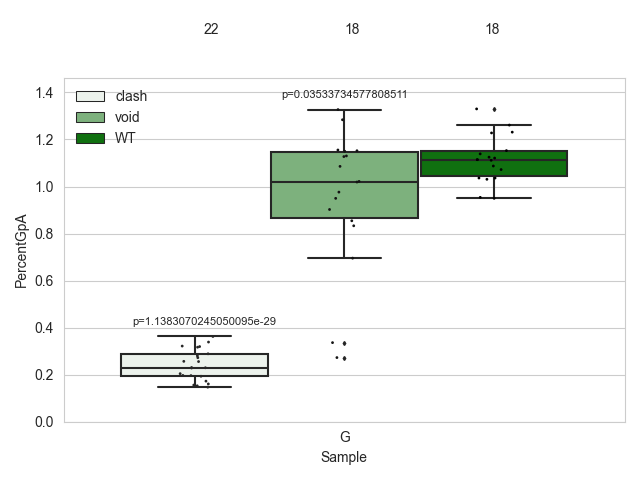 22 18 18
p=0.03533734577808511
clash
void
WT
p=1.1383070245050095e-29
1.4
1.2
1.0
0.8
0.6
0.4
0.2
0.0
PercentGpA
G
Sample